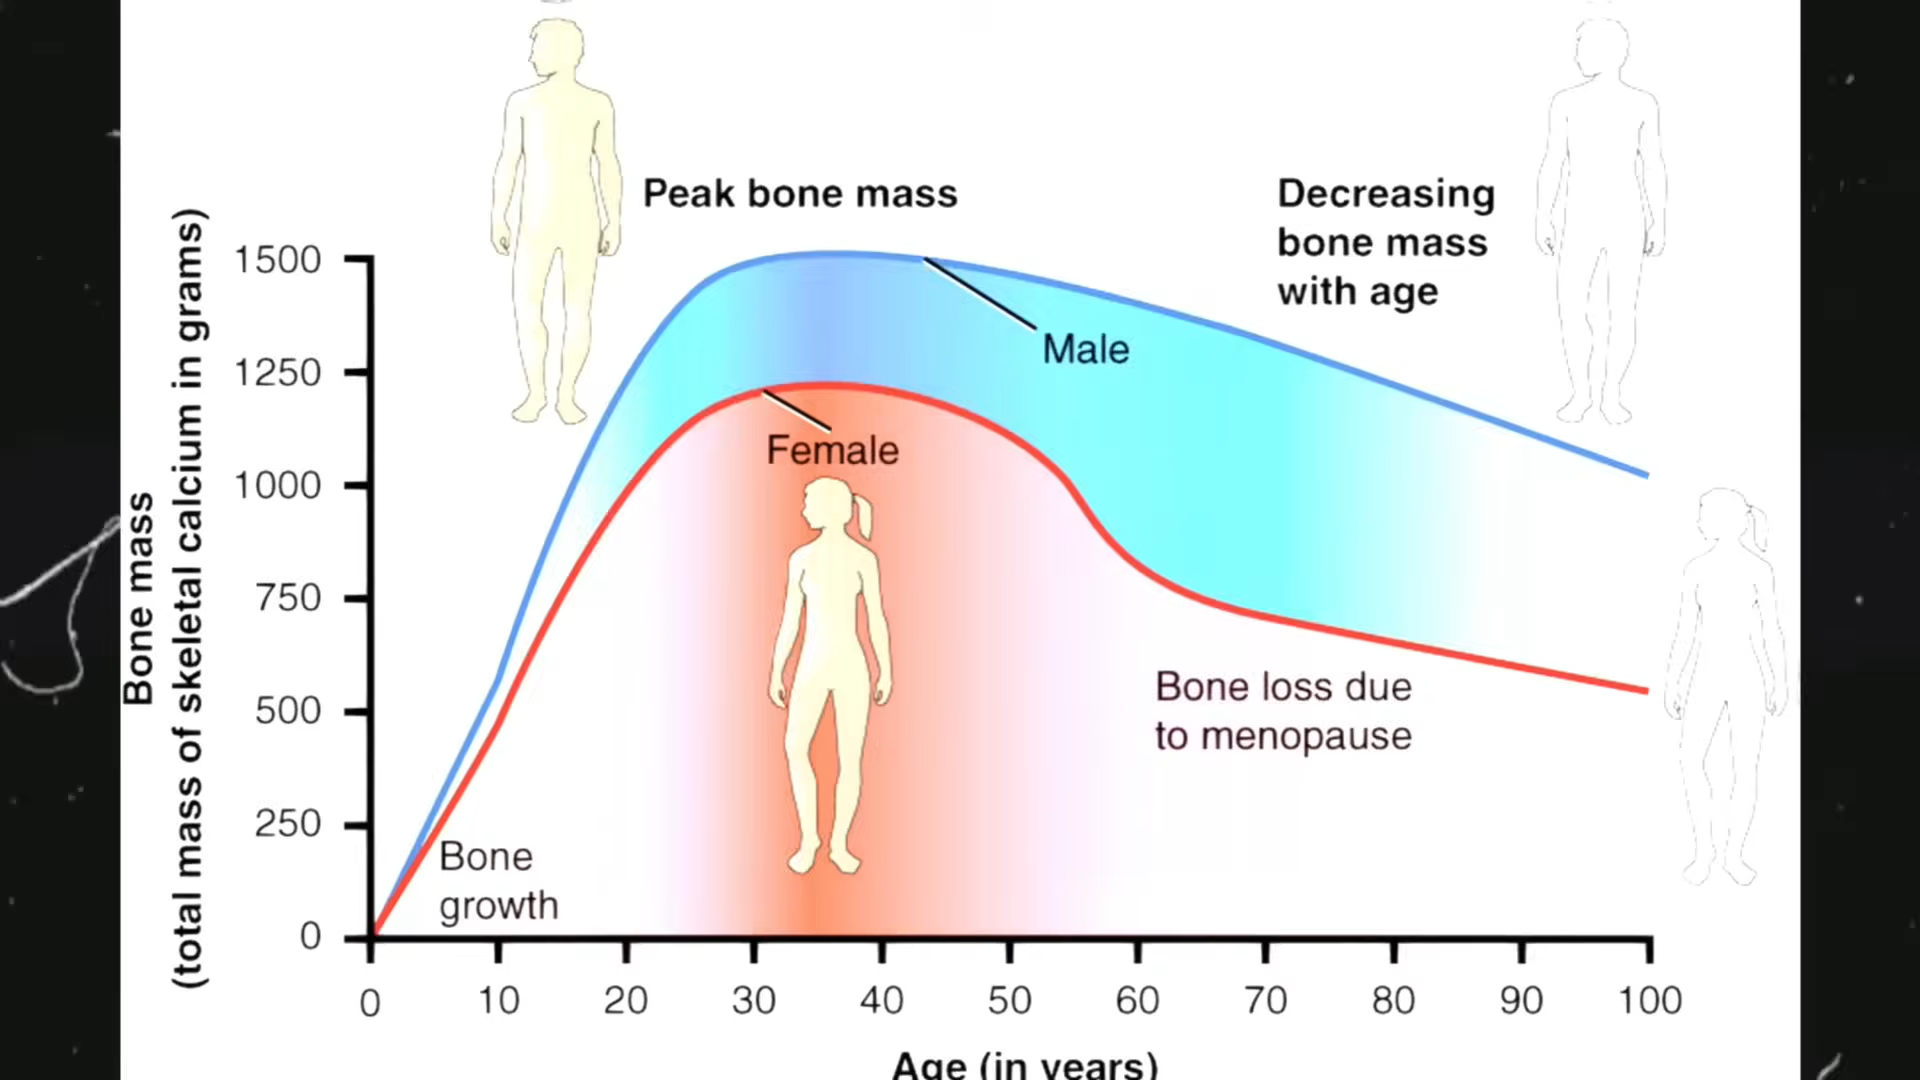 Peak bone mass
Decreasing
bone mass
with age
Bone mass
(total mass of skeletal calcium in grams)
1500
1250
1000
750
500
250
0
Male
Female
Bone loss due
to menopause
Bone
growth
0 10 20 30 40 50 60 70 80 90 100
Age (in years)